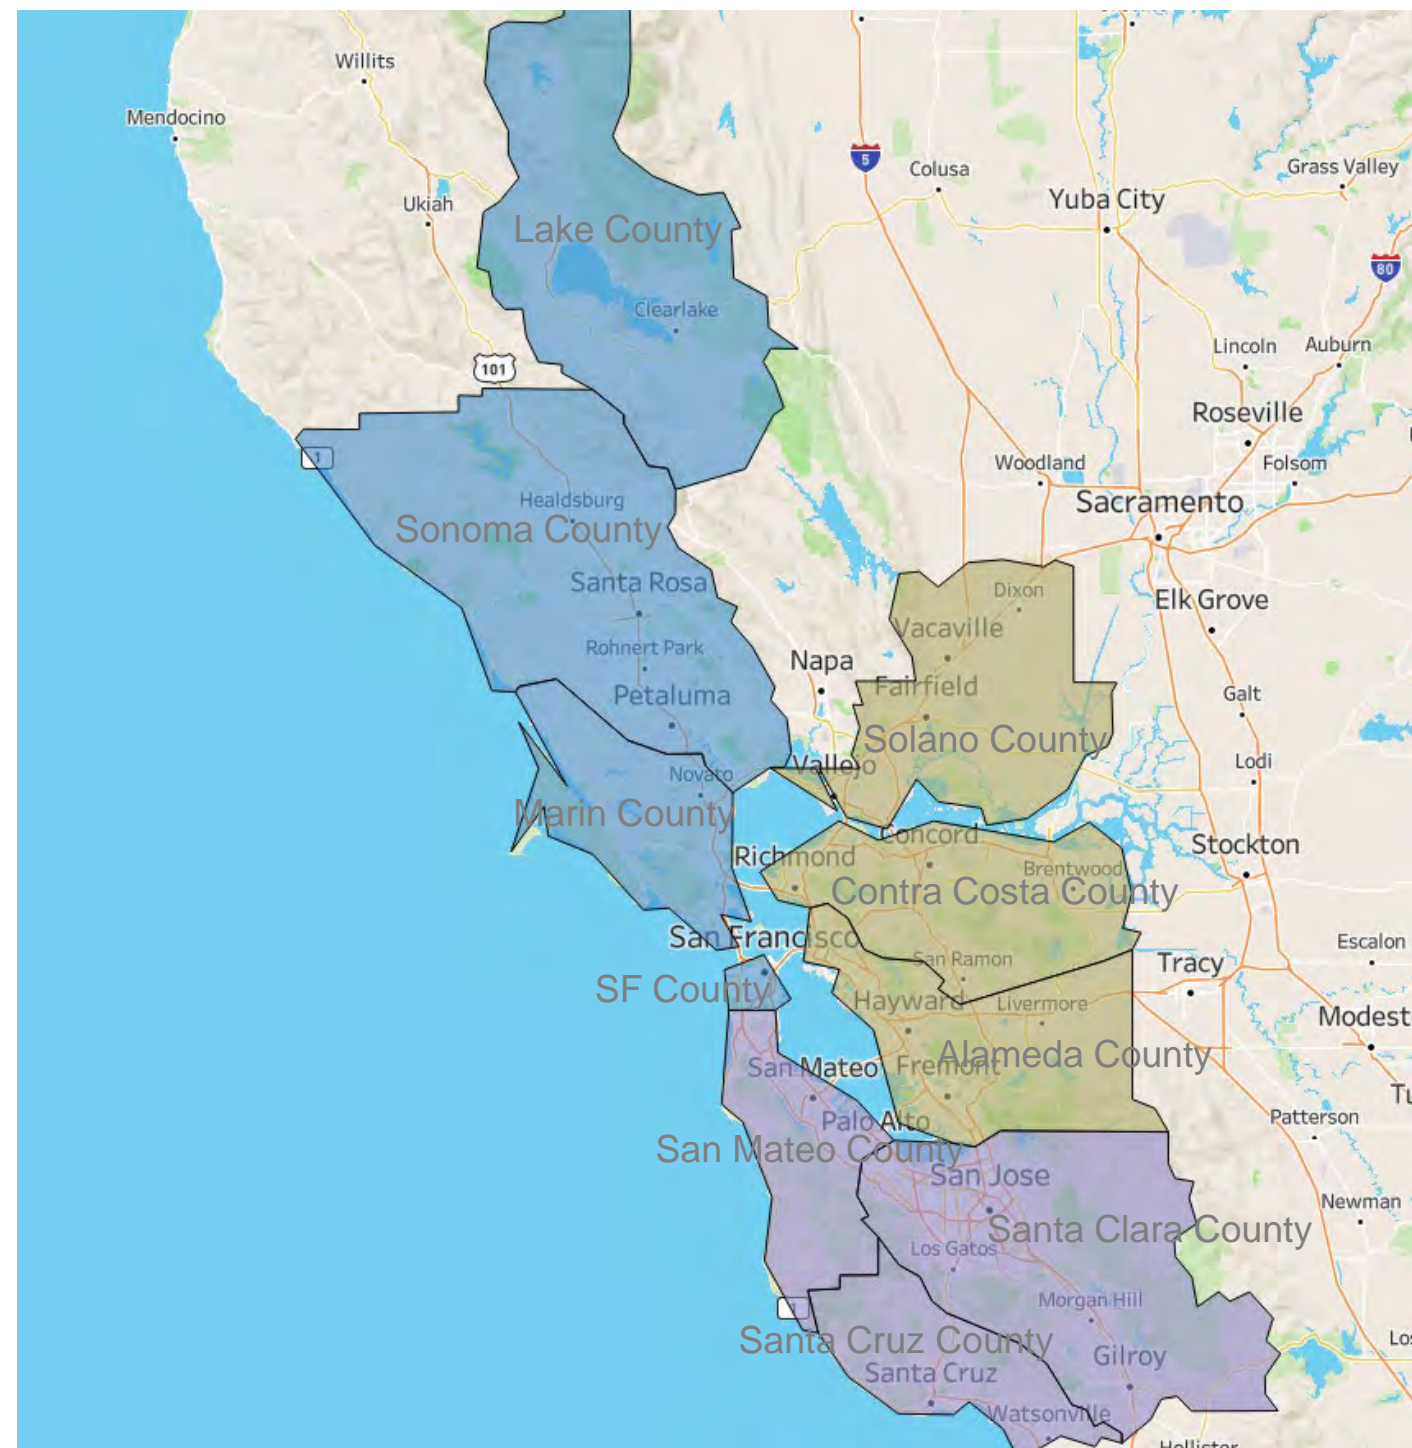 Willits
Mendocino
5
Colusa
Grass Valley
Ukiah
Yuba City
Lake County
80
Clearlake
Lincoln
Auburn
101
Roseville
1
Woodland
Folsom
Healdsburg
Sacramento
Sonoma County
Santa Rosa
Dixon
Elk Grove
Vacaville
Rohnert Park
Napa
Fairfield
Petaluma
Galt
Solano County
Vallejo
Lodi
Novato
Marin County
Concord
Stockton
Richmond
Brentwood
Contra Costa County
San Francisco
Escalon
San Ramon
Tracy
SF County
Hayward
Livermore
Modest
Alameda County
San Mateo
Fremont
Tu
Palo Alto
Patterson
San Mateo County
San Jose
Newman
Santa Clara County
Los Gatos
Morgan Hill
Los
Santa Cruz County
Gilroy
Santa Cruz
Watsonville
Hollister